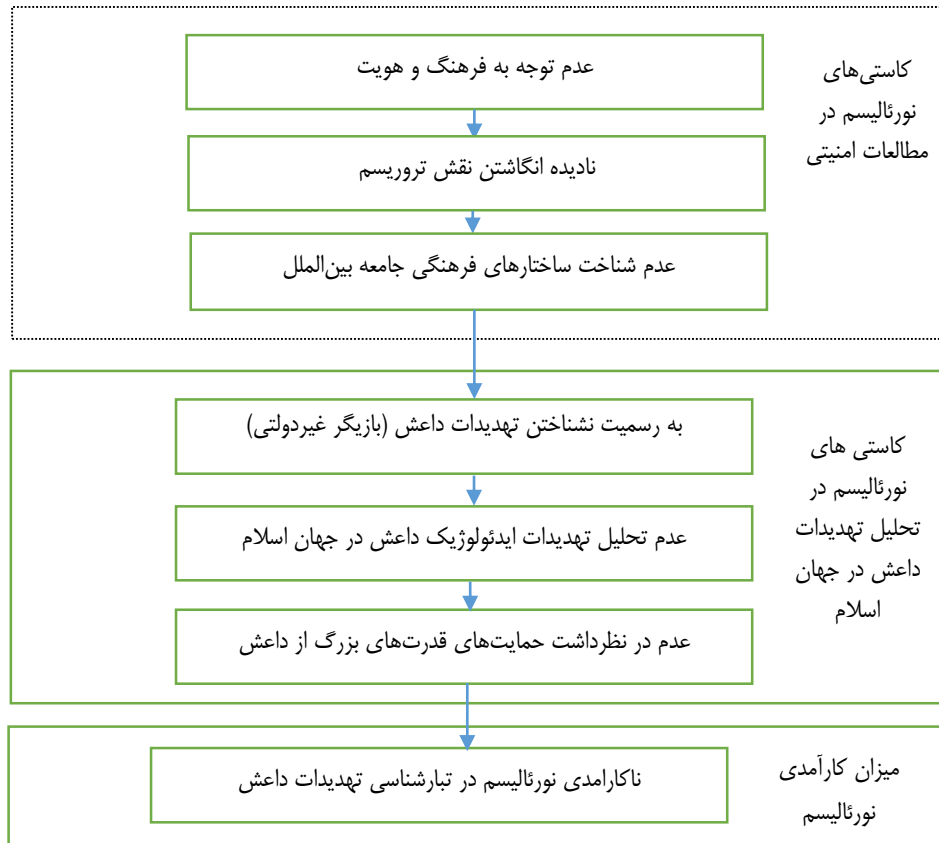 کاستی‌های
نورئالیسم در
مطالعات امنیتی
عدم توجه به فرهنگ و هویت
نادیده انگاشتن نقش تروریسم
عدم شناخت ساختارهای فرهنگی جامعه بین‌الملل
کاستی های
نورئالیسم در
تحلیل تهدیدات
داعش در جهان
اسلام
به رسمیت نشناختن تهدیدات داعش (بازیگر غیردولتی)
عدم تحلیل تهدیدات ایدئولوژیک داعش در جهان اسلام
عدم در نظرداشت حمایت‌های قدرت‌های بزرگ از داعش
میزان کارآمدی
نورئالیسم
ناکارامدی نورئالیسم در تبارشناسی تهدیدات داعش